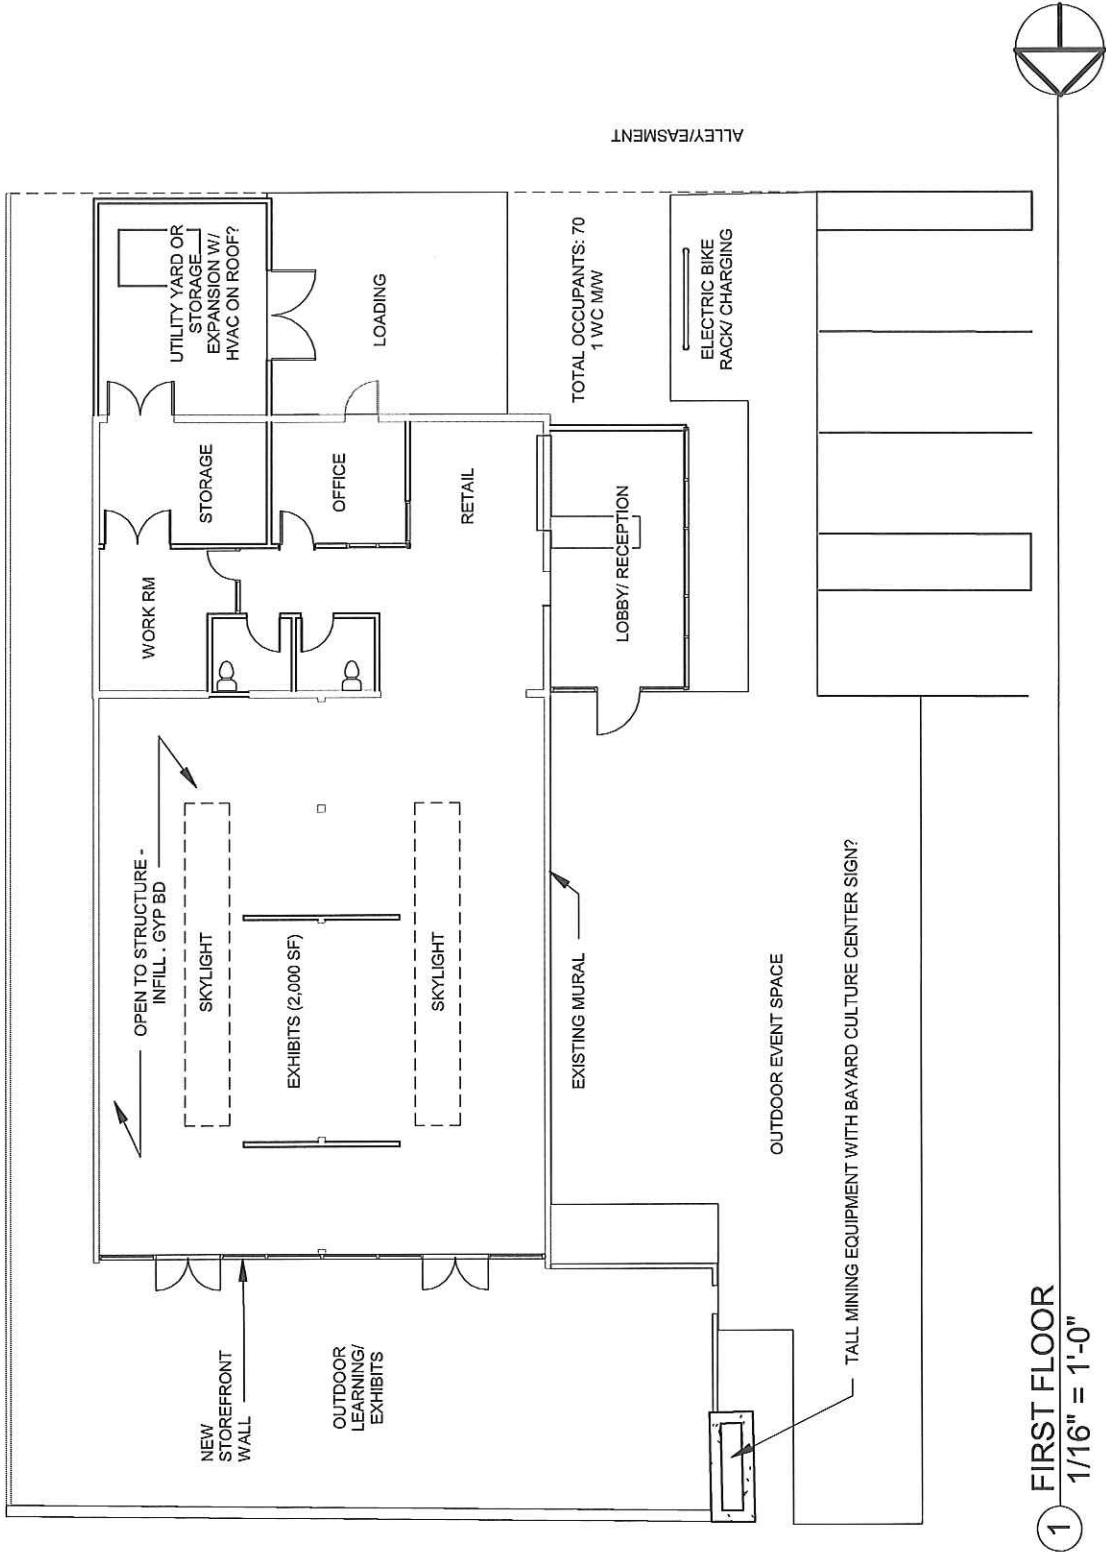 ALLEY/EASMENT
UTILITY YARD OR
STORAGE
EXPANSION W/
HVAC ON ROOF?
LOADING
TOTAL OCCUPANTS: 70
1 WC M/W
ELECTRIC BIKE
RACK/ CHARGING
STORAGE
OFFICE
RETAIL
WORK RM
LOBBY/ RECEPTION
OPEN TO STRUCTURE -
INFILL . GYP BD
SKYLIGHT
EXHIBITS (2,000 SF)
SKYLIGHT
EXISTING MURAL
OUTDOOR EVENT SPACE
TALL MINING EQUIPMENT WITH BAYARD CULTURE CENTER SIGN?
NEW
STOREFRONT
WALL
OUTDOOR
LEARNING/
EXHIBITS
1
FIRST FLOOR
1/16" = 1'-0"